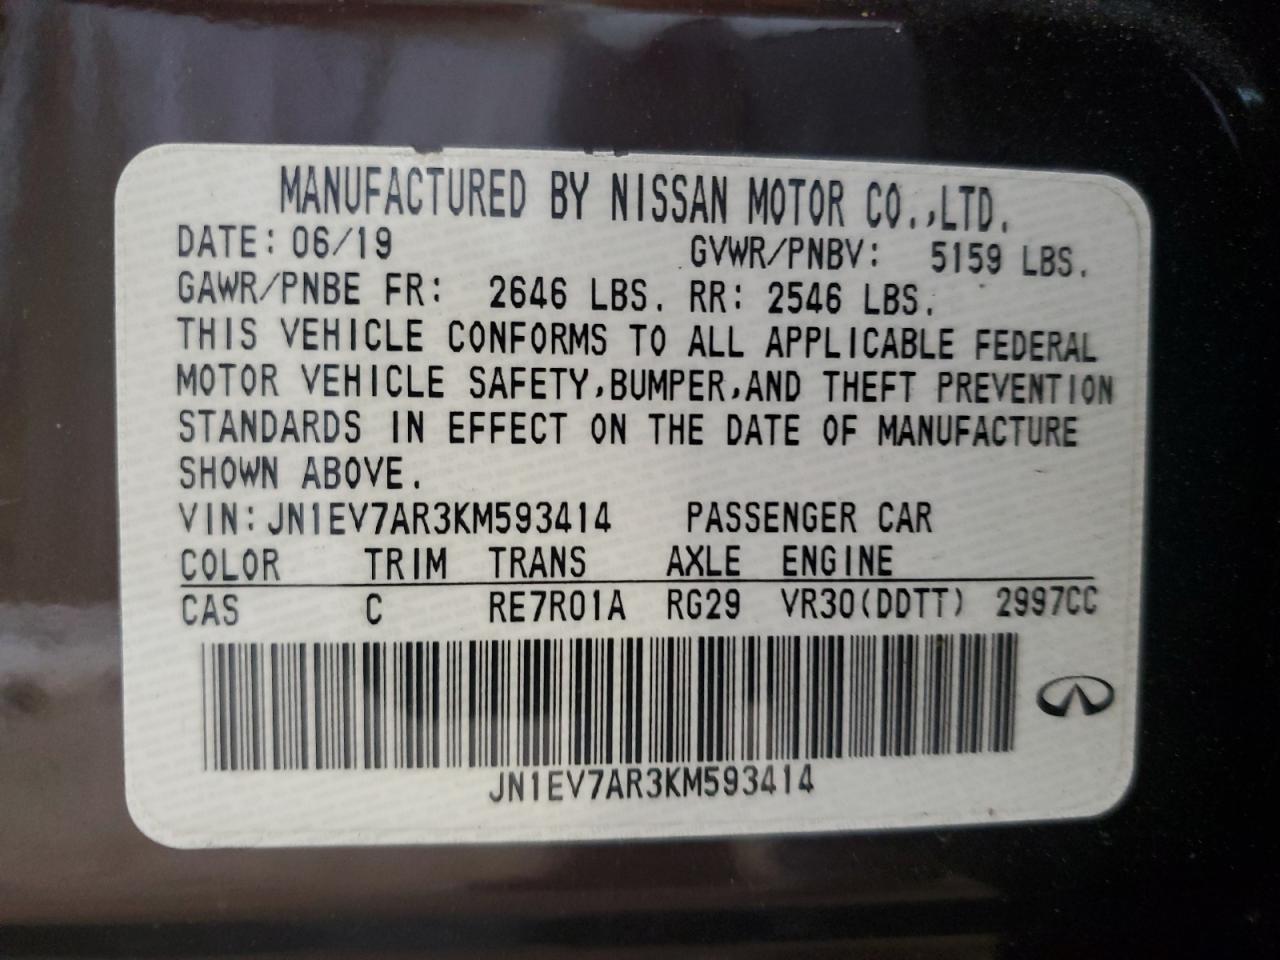 MANUFACTURED BY NISSAN MOTOR CO.,LTD.
DATE: 06/19 GVWR/PNBV: 5159 LBS.
GAWR/PNBE FR: 2646 LBS. RR: 2546 LBS.
THIS VEHICLE CONFORMS TO ALL APPLICABLE FEDERAL
MOTOR VEHICLE SAFETY,BUMPER,AND THEFT PREVENTION
STANDARDS IN EFFECT ON THE DATE OF MANUFACTURE
SHOWN ABOVE.
VIN:JN1EV7AR3KM593414 PASSENGER CAR
COLOR TRIM TRANS AXLE ENGINE
CAS C RE7R01A RG29 VR30(DDTT) 2997CC
JN1EV7AR3KM593414